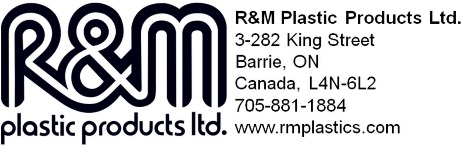 R&M
plastic products ltd.
R&M Plastic Products Ltd.
3-282 King Street
Barrie, ON
Canada, L4N-6L2
705-881-1884
www.rmplastics.com